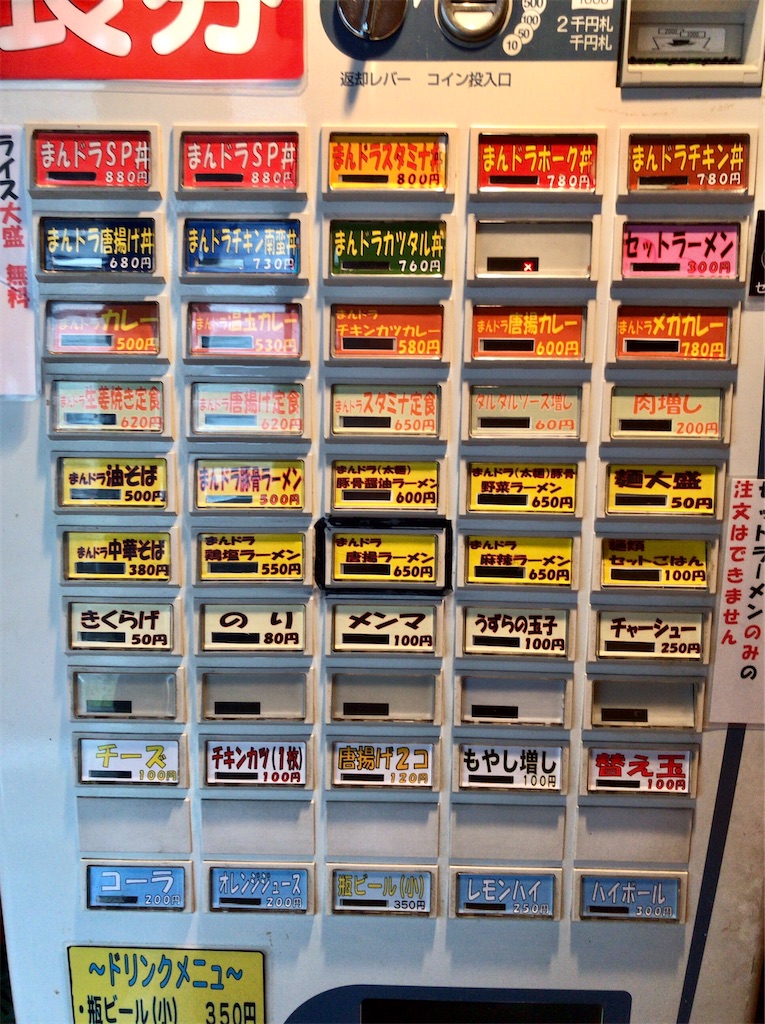 食券
500
100
50
10
1000
2千円札
千円札
返却レバー コイン投入口
ライス大盛 無料
まんドラSP丼
880円
まんドラSP丼
880円
まんドラスタミナ丼
800円
まんドラポーク丼
780円
まんドラチキン丼
780円
まんドラ唐揚げ丼
680円
まんドラチキン南蛮丼
730円
まんドラカツタル丼
760円
セットラーメン
300円
まんドラカレー
500円
まんドラ温玉カレー
530円
まんドラ
チキンカツカレー
580円
まんドラ唐揚カレー
600円
まんドラメガカレー
780円
まんドラ生姜焼き定食
620円
まんドラ唐揚げ定食
620円
まんドラスタミナ定食
650円
タルタルソース増し
60円
肉増し
200円
まんドラ油そば
500円
まんドラ豚骨ラーメン
500円
まんドラ(太麺)
豚骨醤油ラーメン
600円
まんドラ(太麺)豚骨
野菜ラーメン
650円
麺大盛
50円
まんドラ中華そば
380円
まんドラ
鶏塩ラーメン
550円
まんドラ
唐揚ラーメン
650円
まんドラ
麻辣ラーメン
650円
麺類
セットごはん
100円
セットラーメンのみの
注文はできません
きくらげ
50円
のり
80円
メンマ
100円
うずらの玉子
100円
チャーシュー
250円
チーズ
100円
チキンカツ(1枚)
100円
唐揚げ2コ
120円
もやし増し
100円
替え玉
100円
コーラ
200円
オレンジジュース
200円
瓶ビール(小)
350円
レモンハイ
250円
ハイボール
300円
～ドリンクメニュー～
・瓶ビール(小) 350円